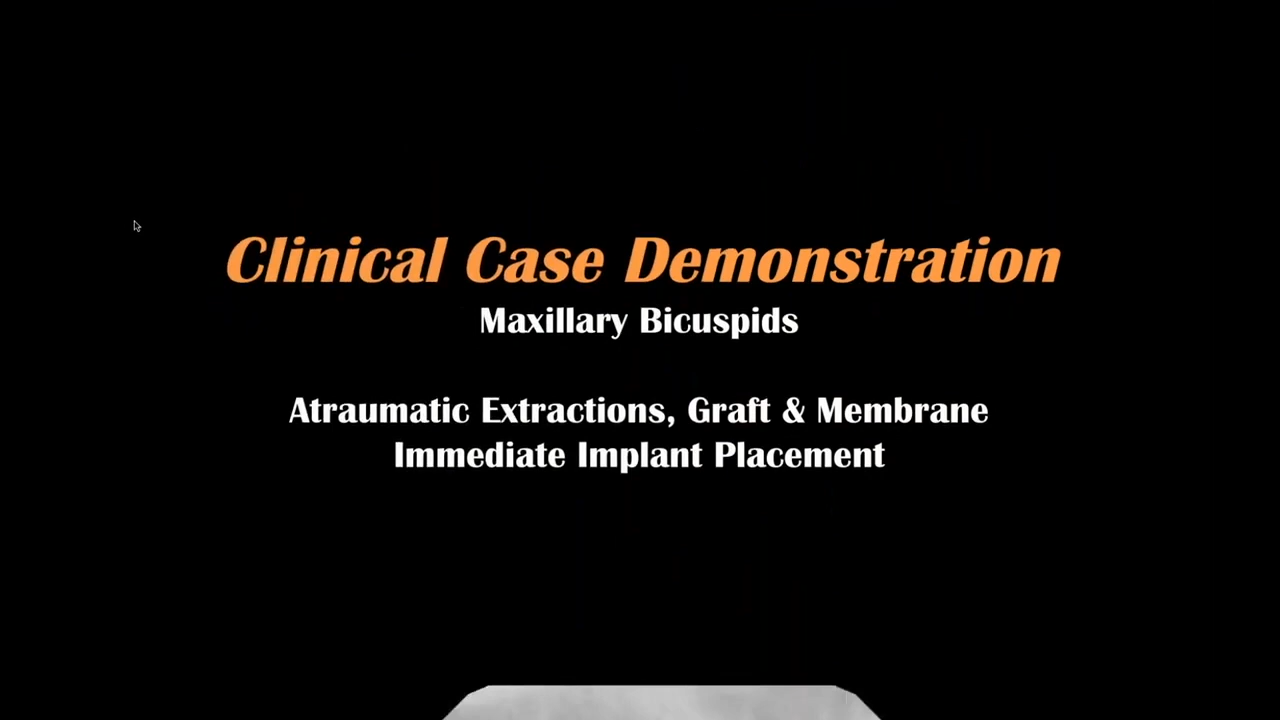 Clinical Case Demonstration
Maxillary Bicuspids
Atraumatic Extractions, Graft & Membrane
Immediate Implant Placement